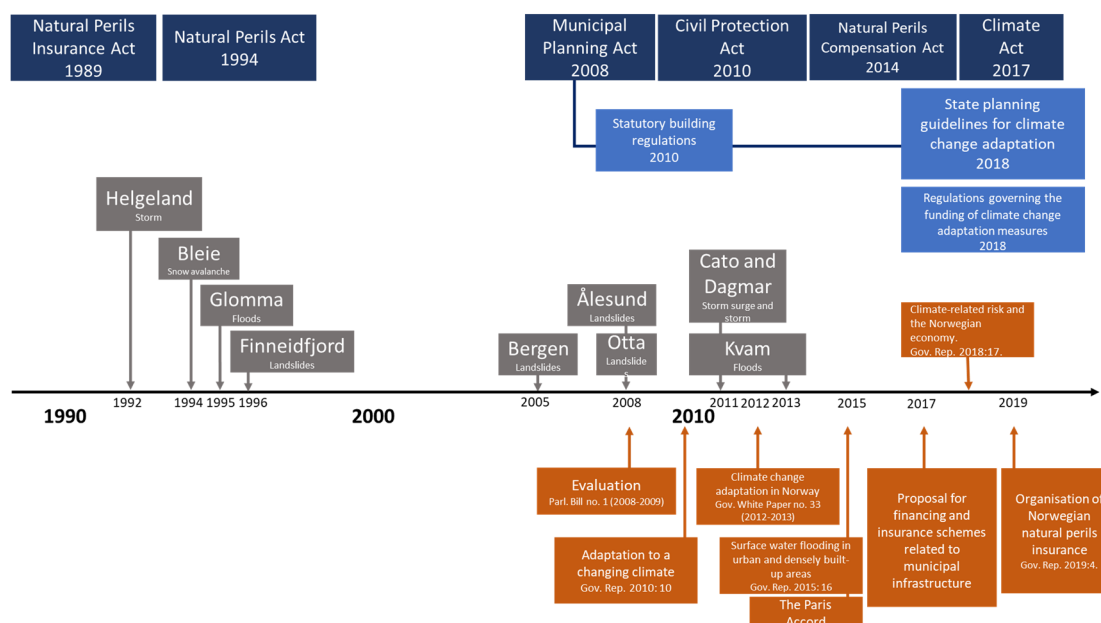 Natural Perils
Insurance Act
1989
Natural Perils Act
1994
Municipal
Planning Act
2008
Civil Protection
Act
2010
Natural Perils
Compensation Act
2014
Climate
Act
2017
Statutory building
regulations
2010
State planning
guidelines for climate
change adaptation
2018
Regulations governing the
funding of climate change
adaptation measures
2018
Helgeland
Storm
Bleie
Snow avalanche
Glomma
Floods
Finneidfjord
Landslides
Bergen
Landslides
Ålesund
Landslides
Otta
Landslide
s
Cato and
Dagmar
Storm surge and
storm
Kvam
Floods
Climate-related risk and
the Norwegian
economy.
Gov. Rep. 2018:17.
1992 1994 1995 1996 2005 2008 2011 2012 2013 2015 2017 2019
1990 2000 2010
Evaluation
Parl. Bill no. 1 (2008-2009)
Adaptation to a
changing climate
Gov. Rep. 2010: 10
Climate change
adaptation in Norway
Gov. White Paper no. 33
(2012-2013)
Surface water flooding in
urban and densely built-
up areas
Gov. Rep. 2015: 16
The Paris
Accord
Proposal for
financing and
insurance schemes
related to
municipal
infrastructure
Organisation of
Norwegian
natural perils
insurance
Gov. Rep. 2019:4.